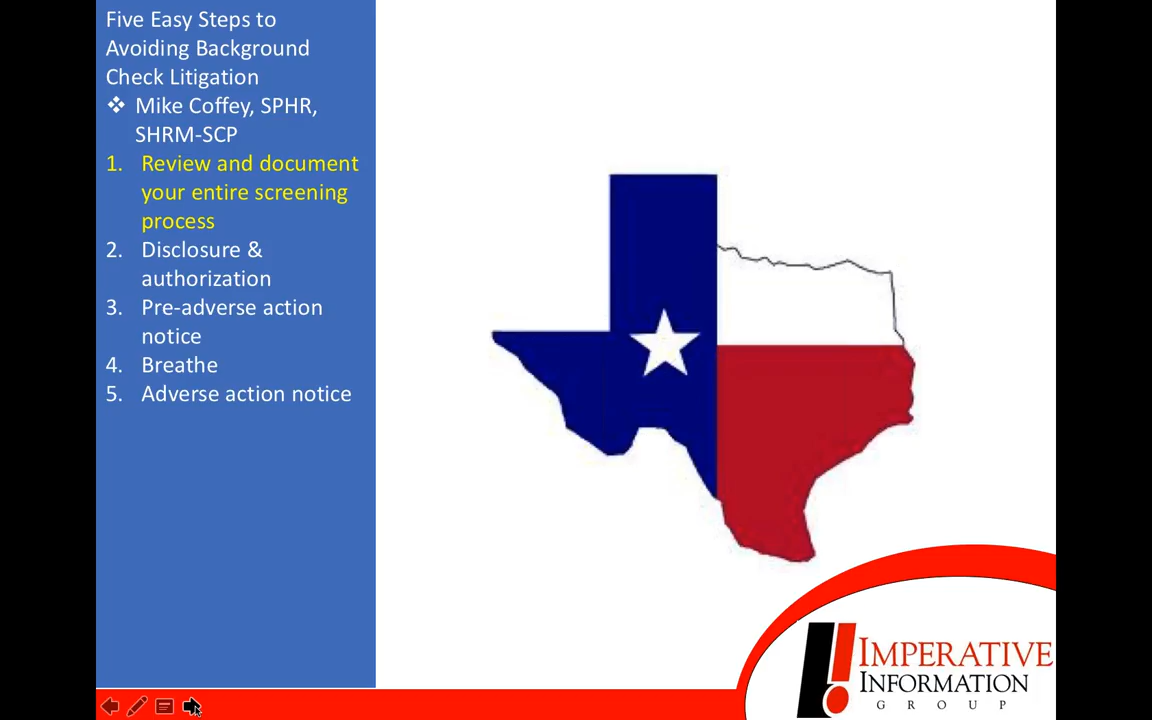 Five Easy Steps to
Avoiding Background
Check Litigation
❖ Mike Coffey, SPHR,
SHRM-SCP
1. Review and document
your entire screening
process
2. Disclosure &
authorization
3. Pre-adverse action
notice
4. Breathe
5. Adverse action notice
IMPERATIVE
INFORMATION
GROUP